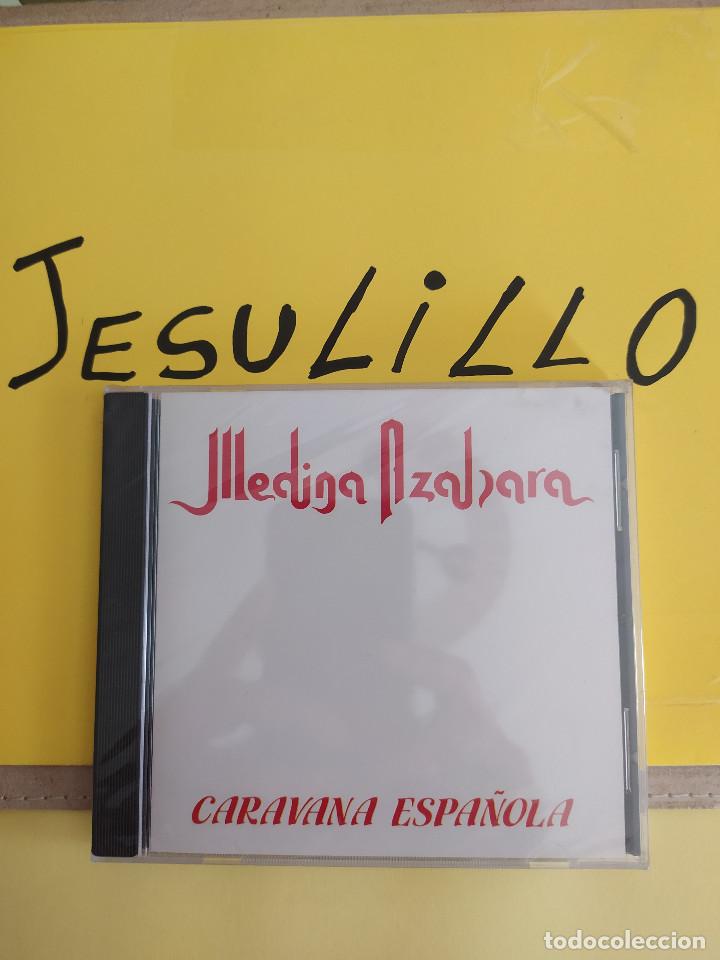 JESULiLLO
Medina Azahara
CARAVANA ESPAÑOLA
todocoleccion